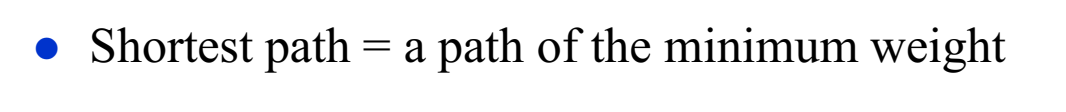 ● Shortest path = a path of the minimum weight